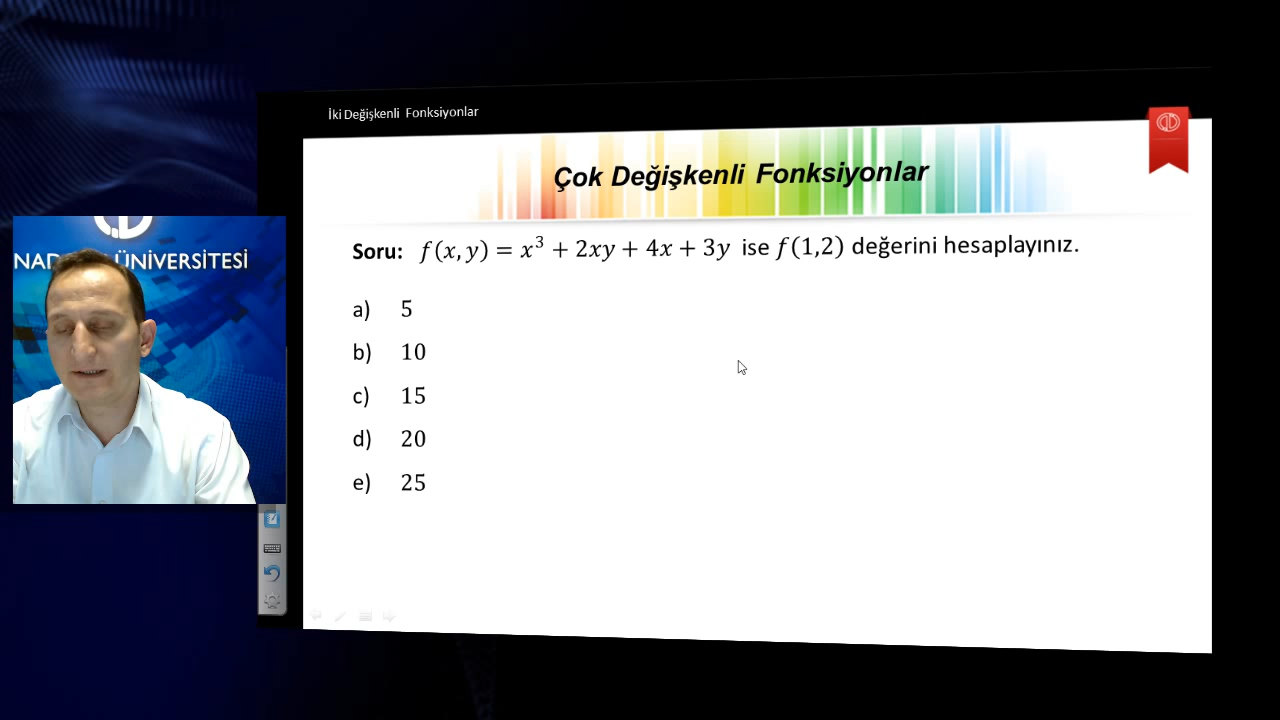 İki Değişkenli Fonksiyonlar
Çok Değişkenli Fonksiyonlar
Soru: f(x, y) = x³ + 2xy + 4x + 3y ise f(1,2) değerini hesaplayınız.
a) 5
b) 10
c) 15
d) 20
e) 25
NAD ÜNİVERSİTESİ